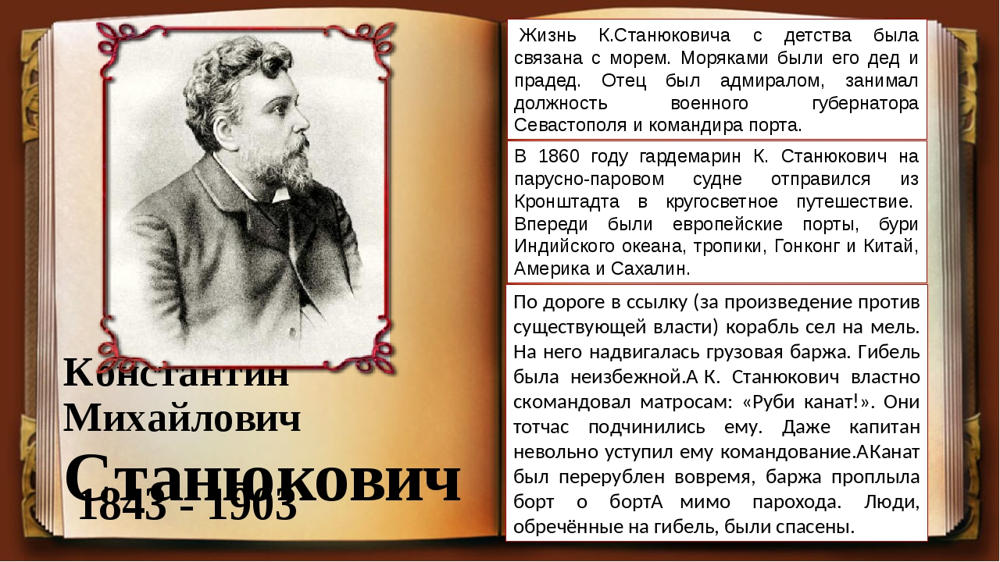 Константин
Михайлович
Станюкович
1843 - 1903
Жизнь К.Станюковича с детства была
связана с морем. Моряками были его дед и
прадед. Отец был адмиралом, занимал
должность военного губернатора
Севастополя и командира порта.
В 1860 году гардемарин К. Станюкович на
парусно-паровом судне отправился из
Кронштадта в кругосветное путешествие.
Впереди были европейские порты, бури
Индийского океана, тропики, Гонконг и Китай,
Америка и Сахалин.
По дороге в ссылку (за произведение против
существующей власти) корабль сел на мель.
На него надвигалась грузовая баржа. Гибель
была неизбежной.А К. Станюкович властно
скомандовал матросам: «Руби канат!». Они
тотчас подчинились ему. Даже капитан
невольно уступил ему командование.АКанат
был перерублен вовремя, баржа проплыла
борт о бортА мимо парохода. Люди,
обречённые на гибель, были спасены.